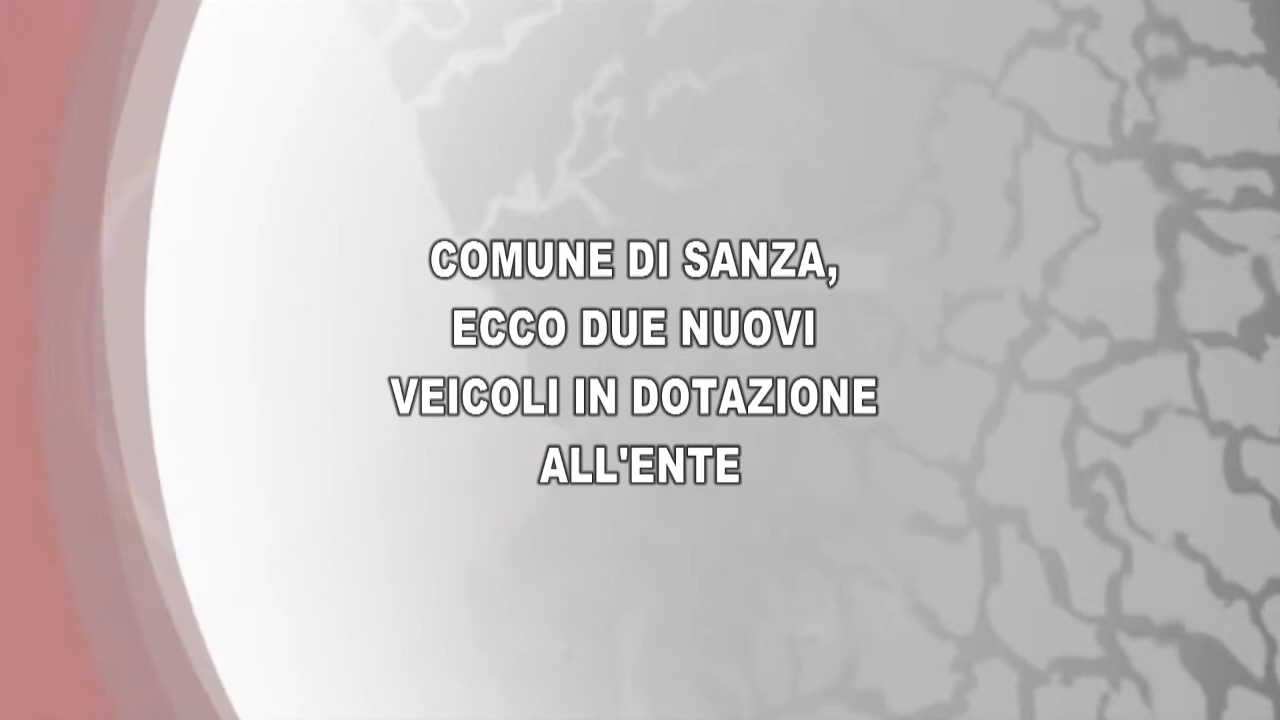 COMUNE DI SANZA,
ECCO DUE NUOVI
VEICOLI IN DOTAZIONE
ALL'ENTE